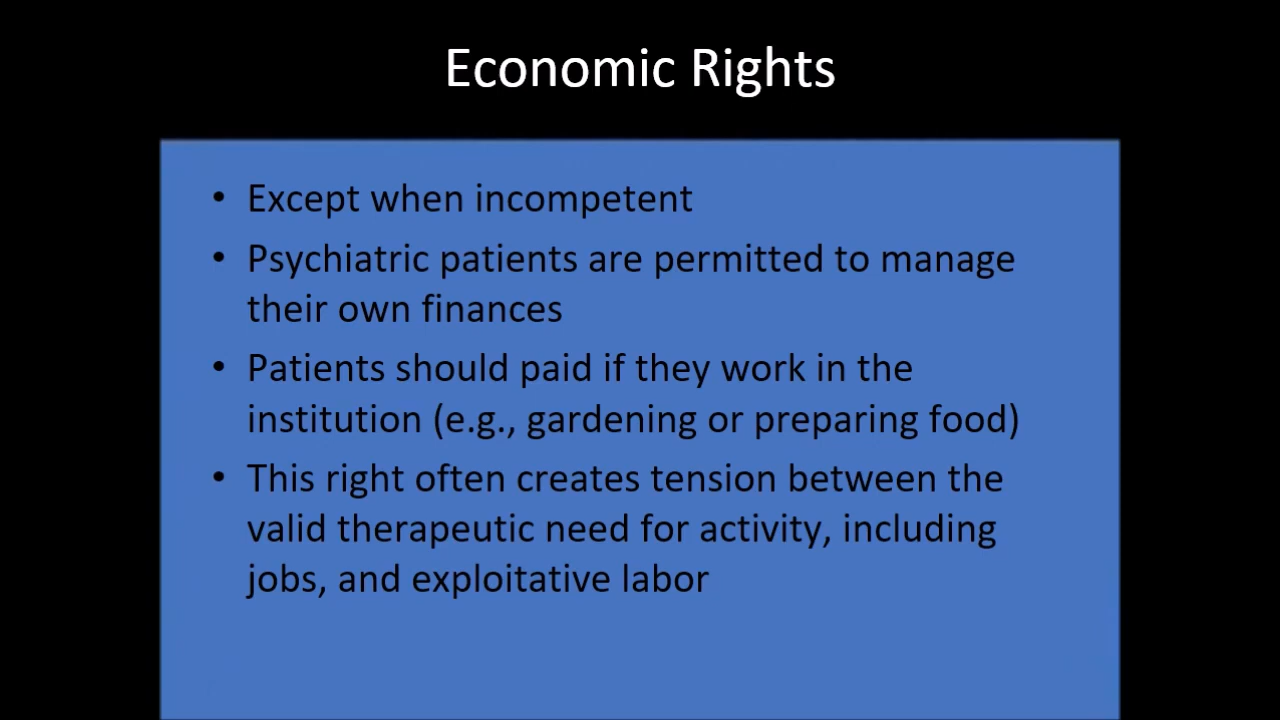 Economic Rights
• Except when incompetent
• Psychiatric patients are permitted to manage
their own finances
• Patients should paid if they work in the
institution (e.g., gardening or preparing food)
• This right often creates tension between the
valid therapeutic need for activity, including
jobs, and exploitative labor